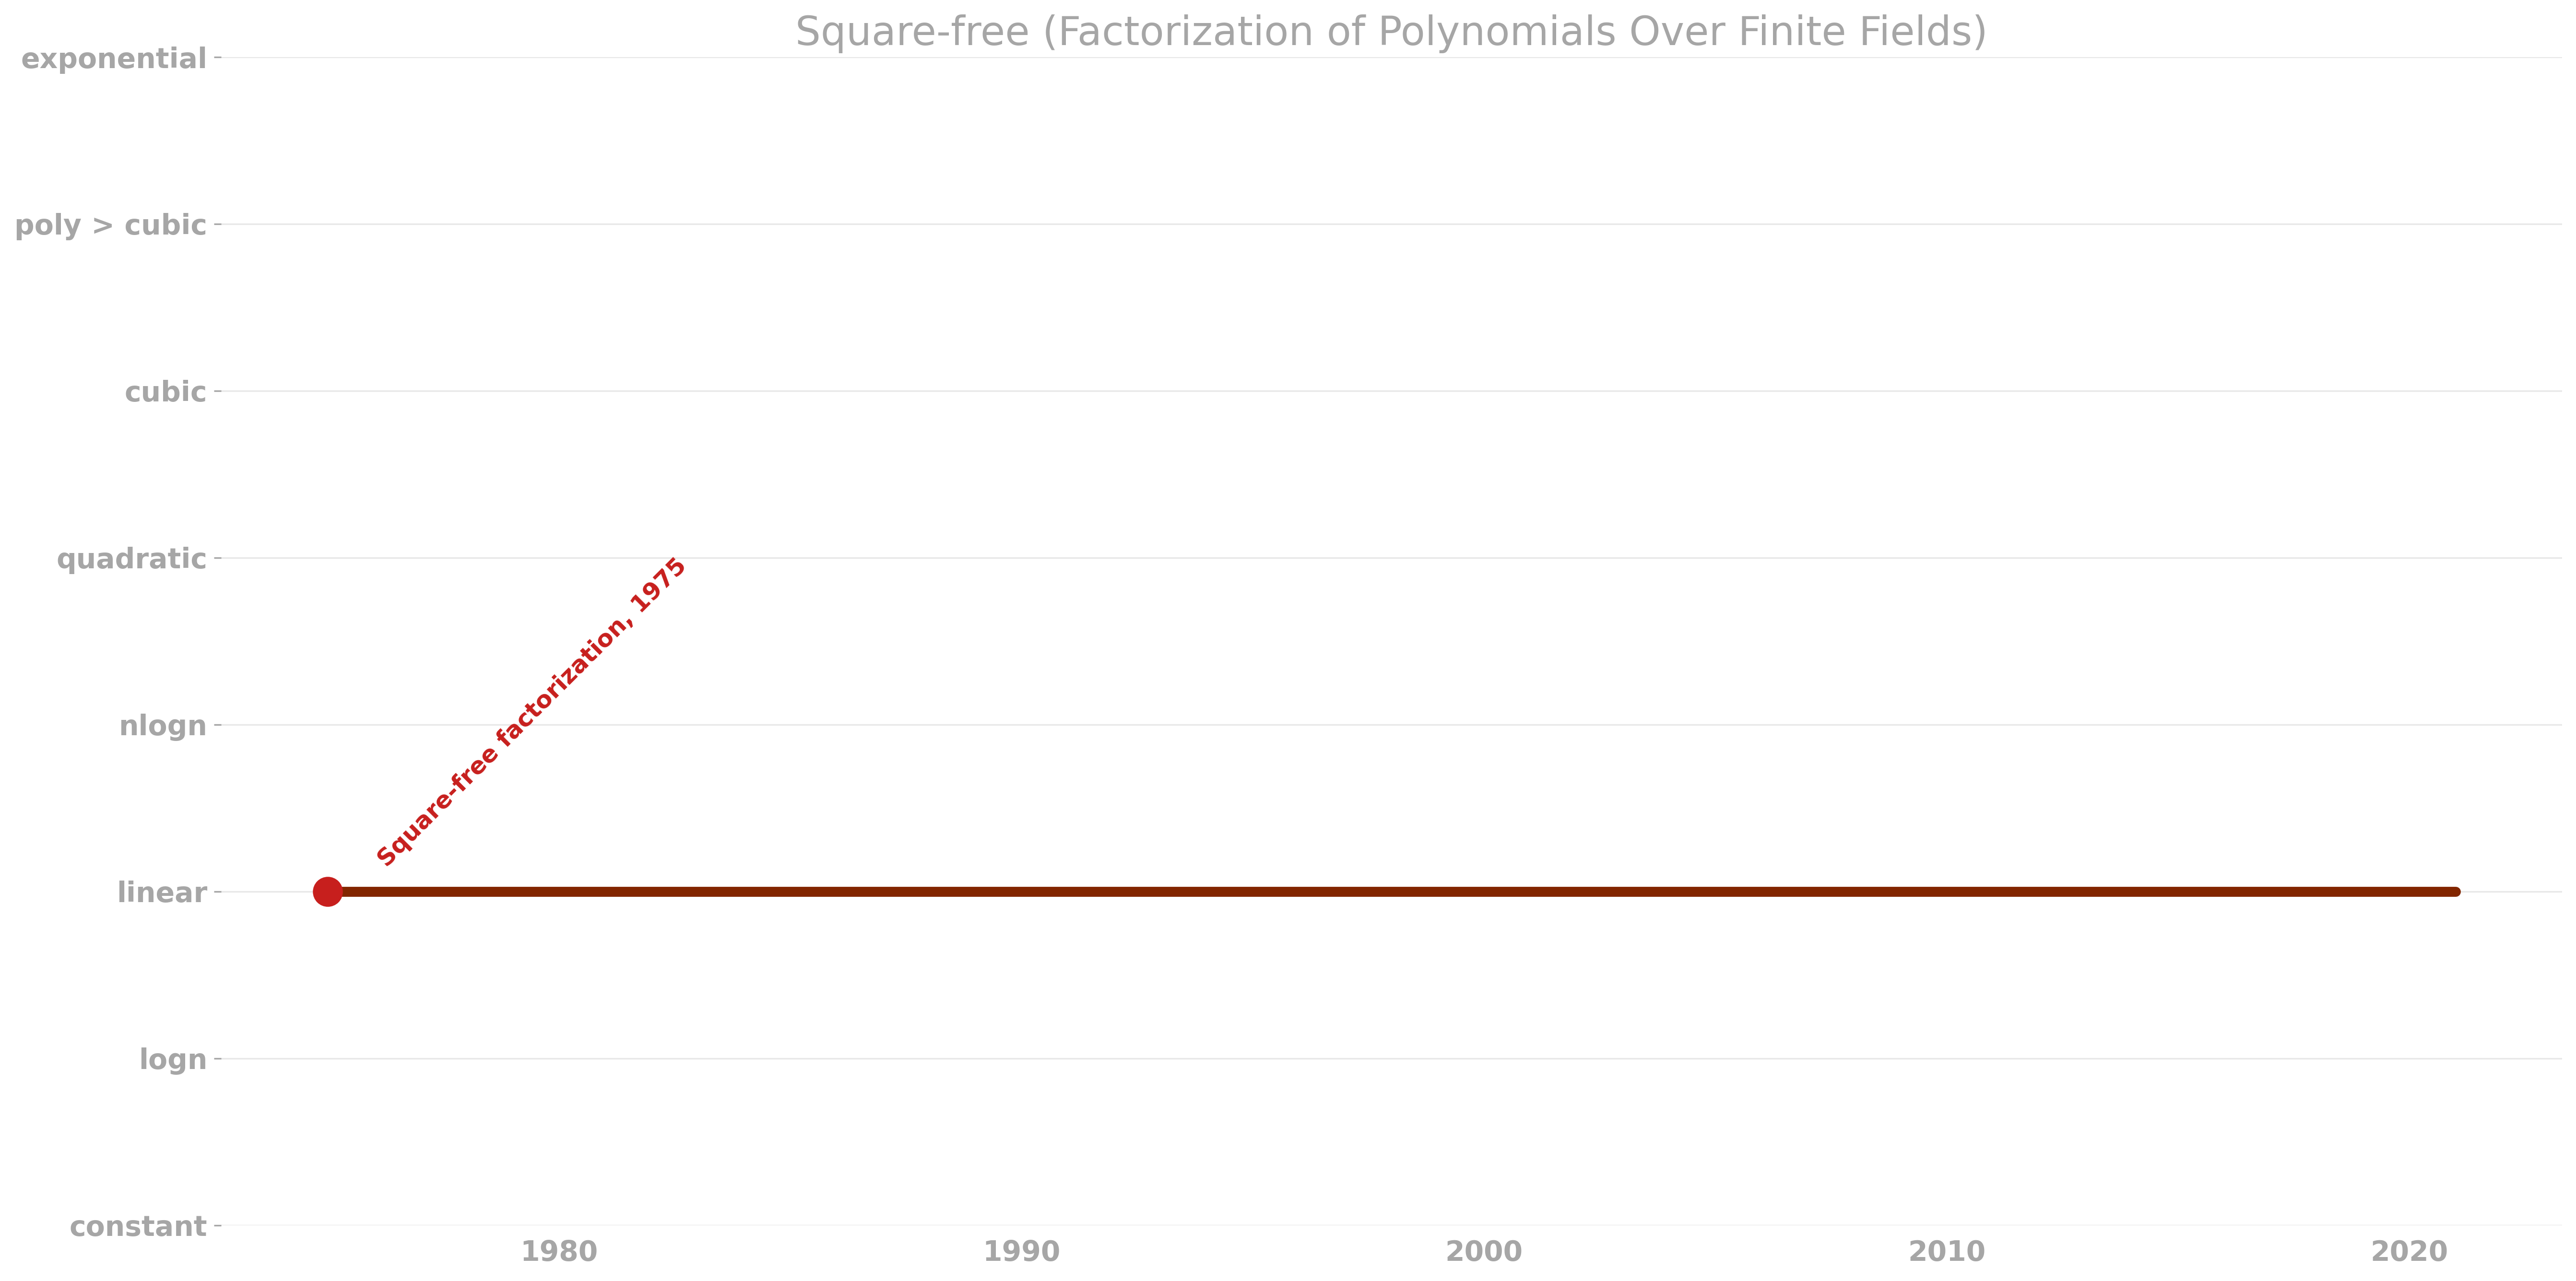 Square-free (Factorization of Polynomials Over Finite Fields)
exponential
poly > cubic
cubic
quadratic
nlogn
linear
logn
constant
Square-free factorization, 1975
1980
1990
2000
2010
2020